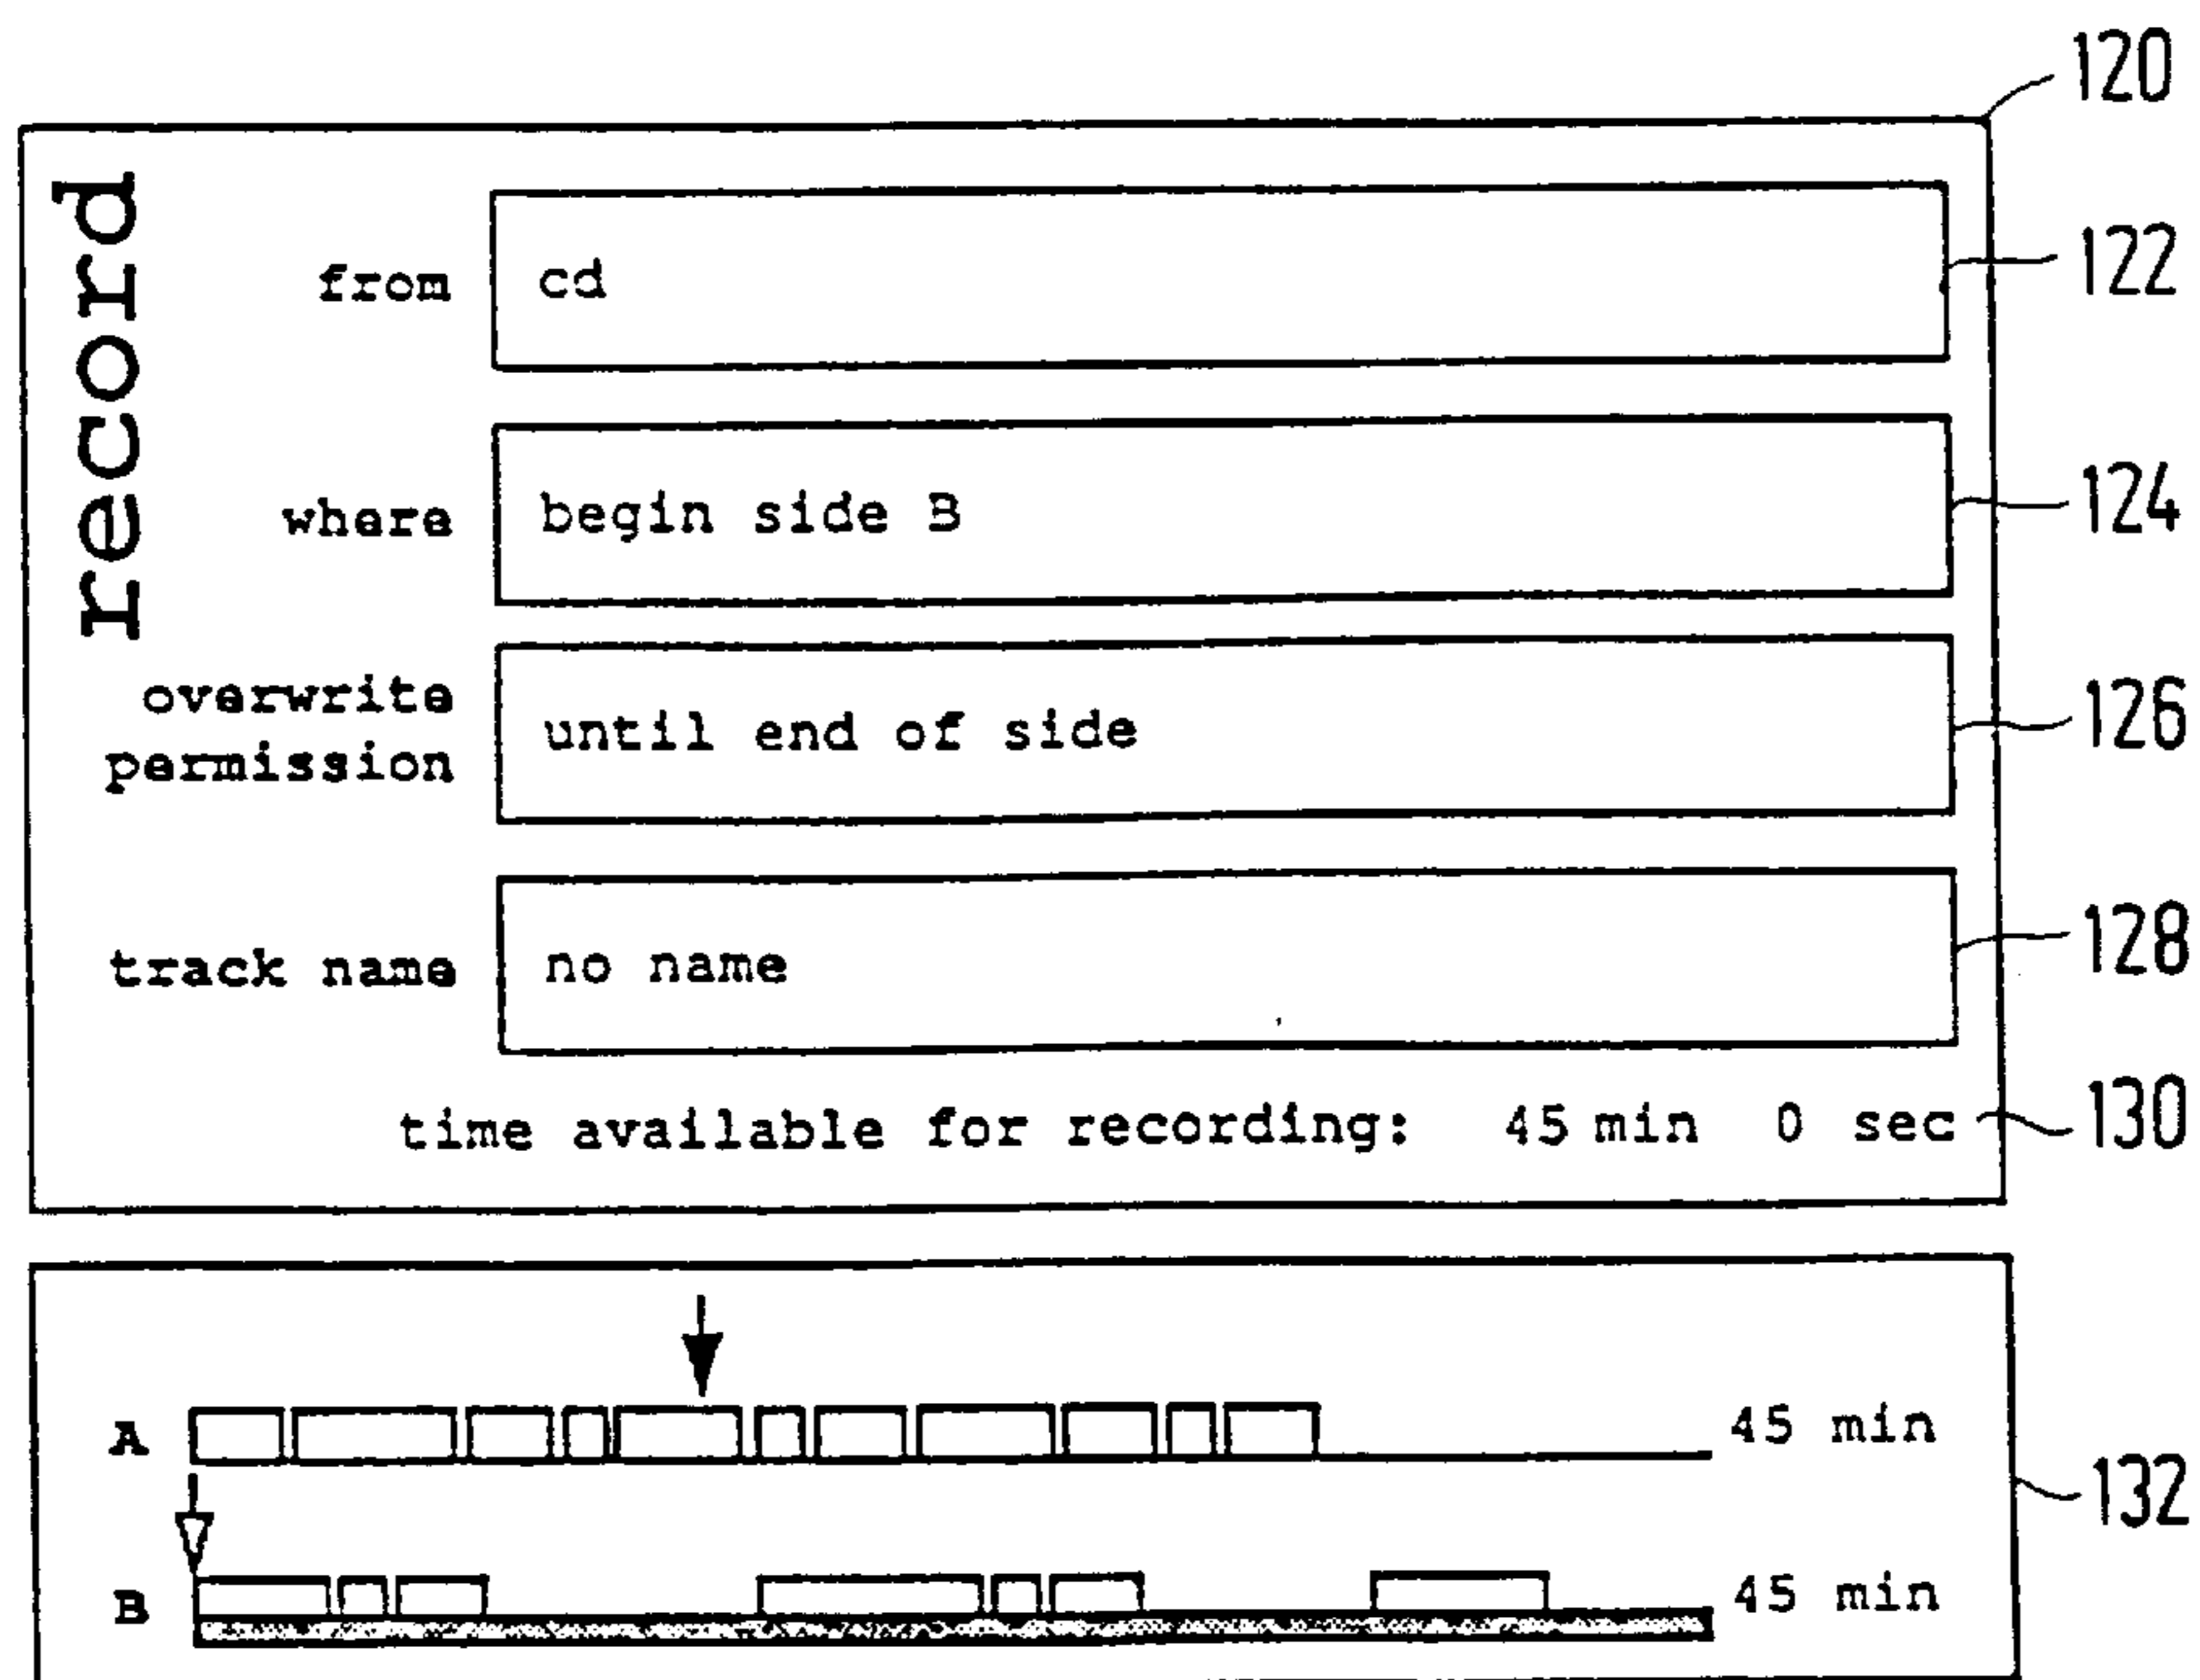 120
record
from cd 122
where begin side B 124
overwrite
permission until end of side 126
track name no name 128
time available for recording: 45 min 0 sec 130
A 45 min
132
B 45 min